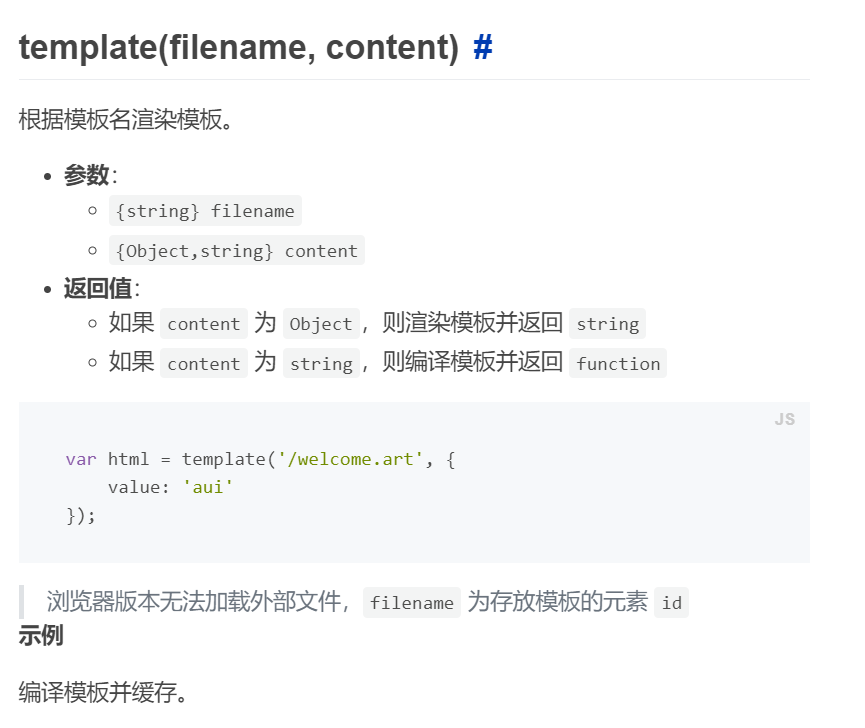 template(filename, content) #
根据模板名渲染模板。
参数:
{string} filename
{Object,string} content
返回值:
如果 content 为 Object，则渲染模板并返回 string
如果 content 为 string，则编译模板并返回 function
JS
var html = template('/welcome.art', {
    value: 'aui'
});
浏览器版本无法加载外部文件，filename 为存放模板的元素 id
示例
编译模板并缓存。